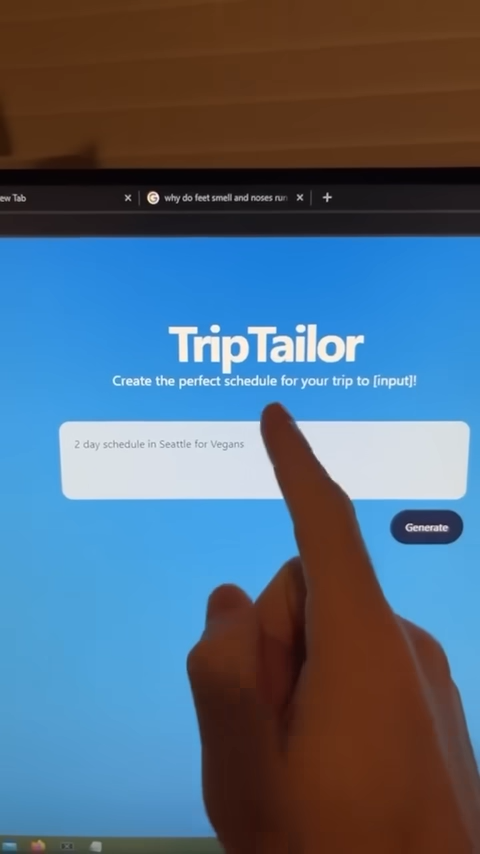 ew Tab
why do feet smell and noses run
TripTailor
Create the perfect schedule for your trip to [input]!
2 day schedule in Seattle for Vegans
Generate